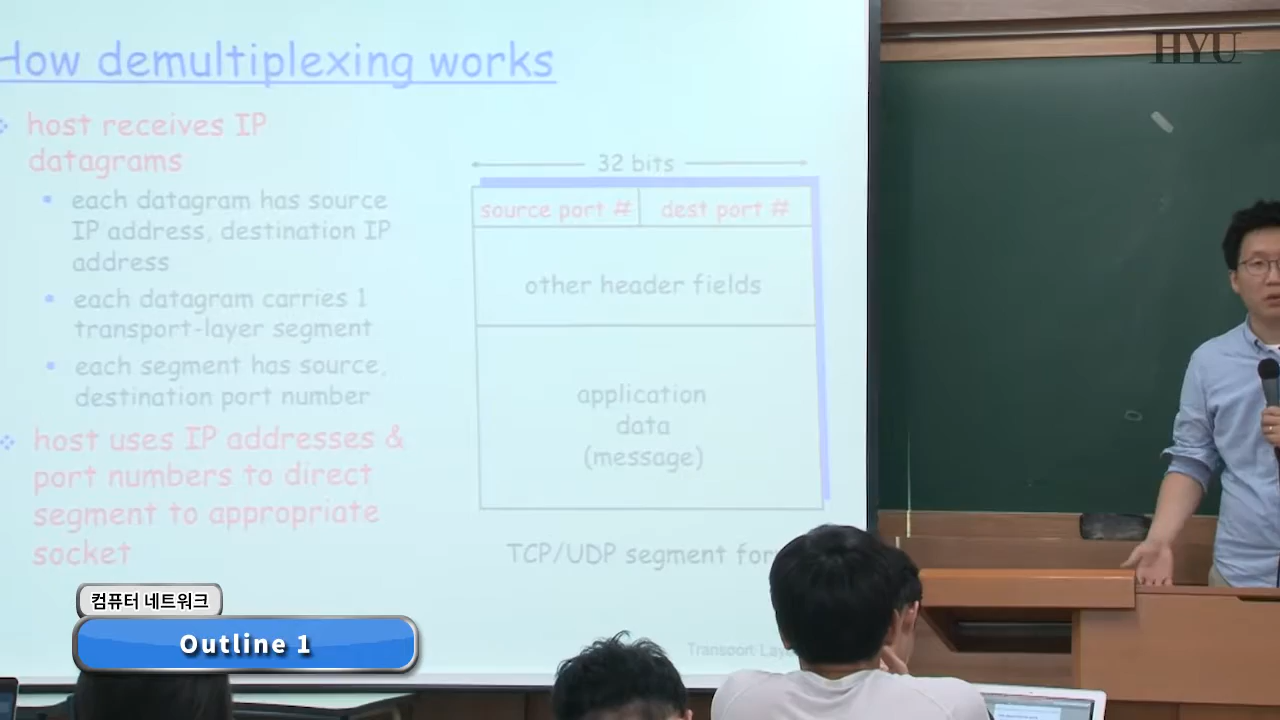 How demultiplexing works
host receives IP
datagrams
each datagram has source
IP address, destination IP
address
each datagram carries 1
transport-layer segment
each segment has source,
destination port number
host uses IP addresses &
port numbers to direct
segment to appropriate
socket
32 bits
source port #
dest port #
other header fields
application
data
(message)
TCP/UDP segment
컴퓨터 네트워크
Outline 1
HYU